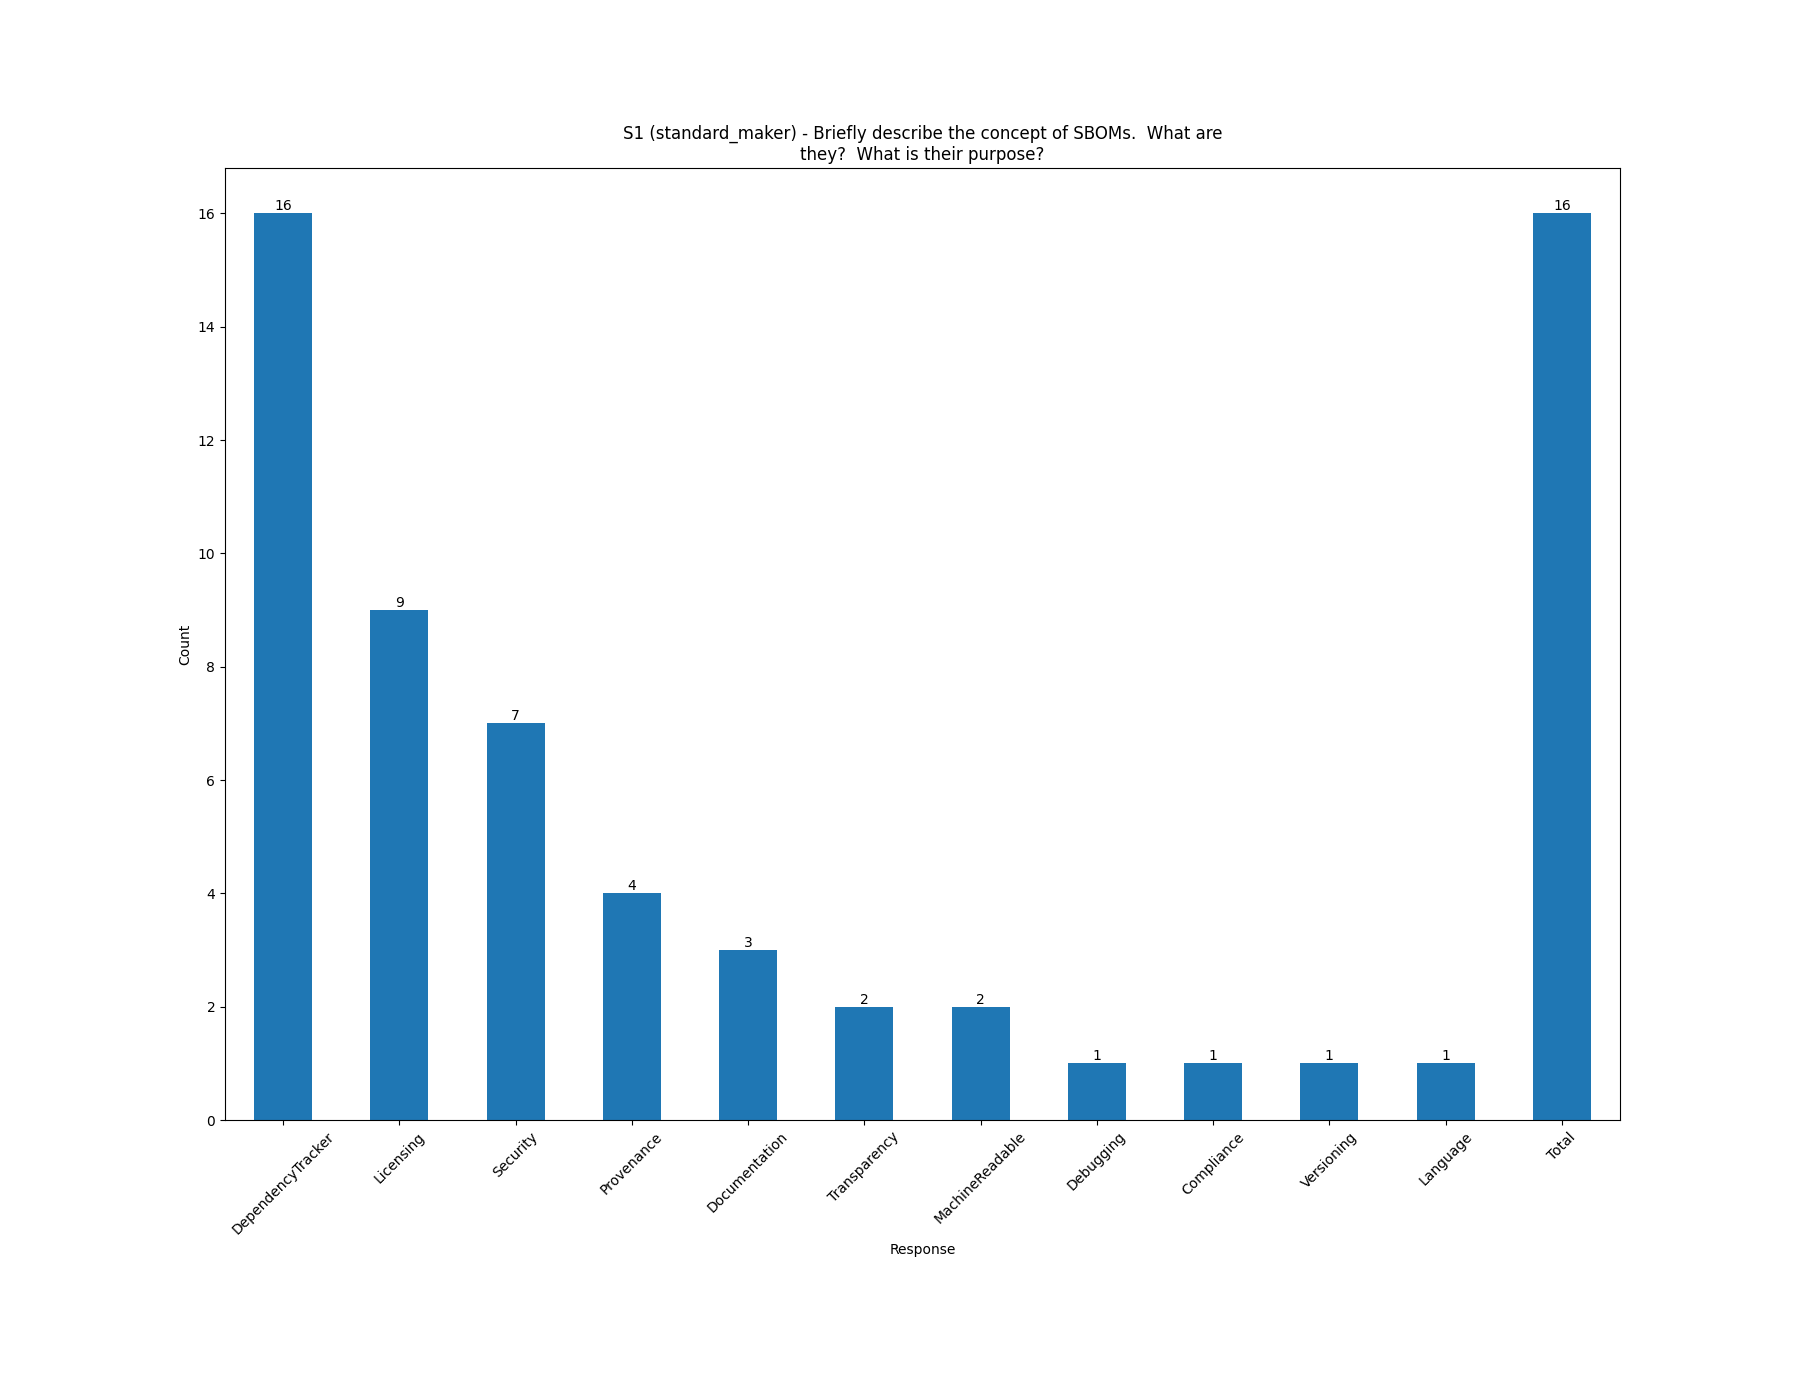 S1 (standard_maker) - Briefly describe the concept of SBOMs.  What are
they?  What is their purpose?
16
16
16
14
12
10
9
Count
8
7
6
4
4
3
2
2
2
1
1
1
1
0
DependencyTracker
Licensing
Security
Provenance
Documentation
Transparency
MachineReadable
Debugging
Compliance
Versioning
Language
Total
Response